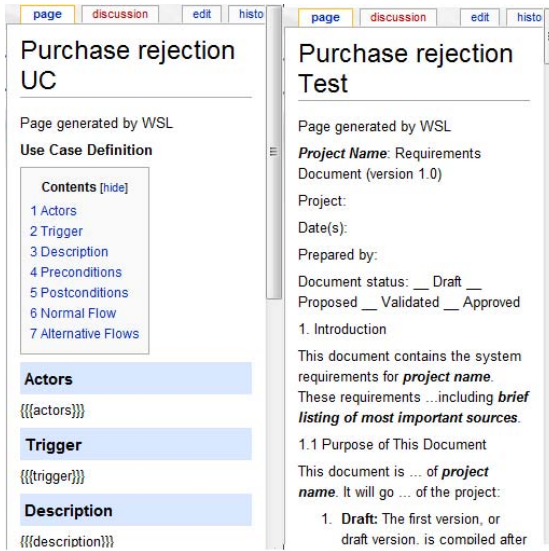 page discussion edit histo
Purchase rejection
UC
Page generated by WSL
Use Case Definition
Contents [hide]
1 Actors
2 Trigger
3 Description
4 Preconditions
5 Postconditions
6 Normal Flow
7 Alternative Flows
Actors
{{{actors}}}
Trigger
{{{trigger}}}
Description
{{{description}}}
page discussion edit histo
Purchase rejection
Test
Page generated by WSL
Project Name: Requirements
Document (version 1.0)
Project:
Date(s):
Prepared by:
Document status: __ Draft __
Proposed __ Validated __ Approved
1. Introduction
This document contains the system
requirements for project name.
These requirements ...including brief
listing of most important sources.
1.1 Purpose of This Document
This document is ... of project
name. It will go ... of the project:
1. Draft: The first version, or
draft version, is compiled after